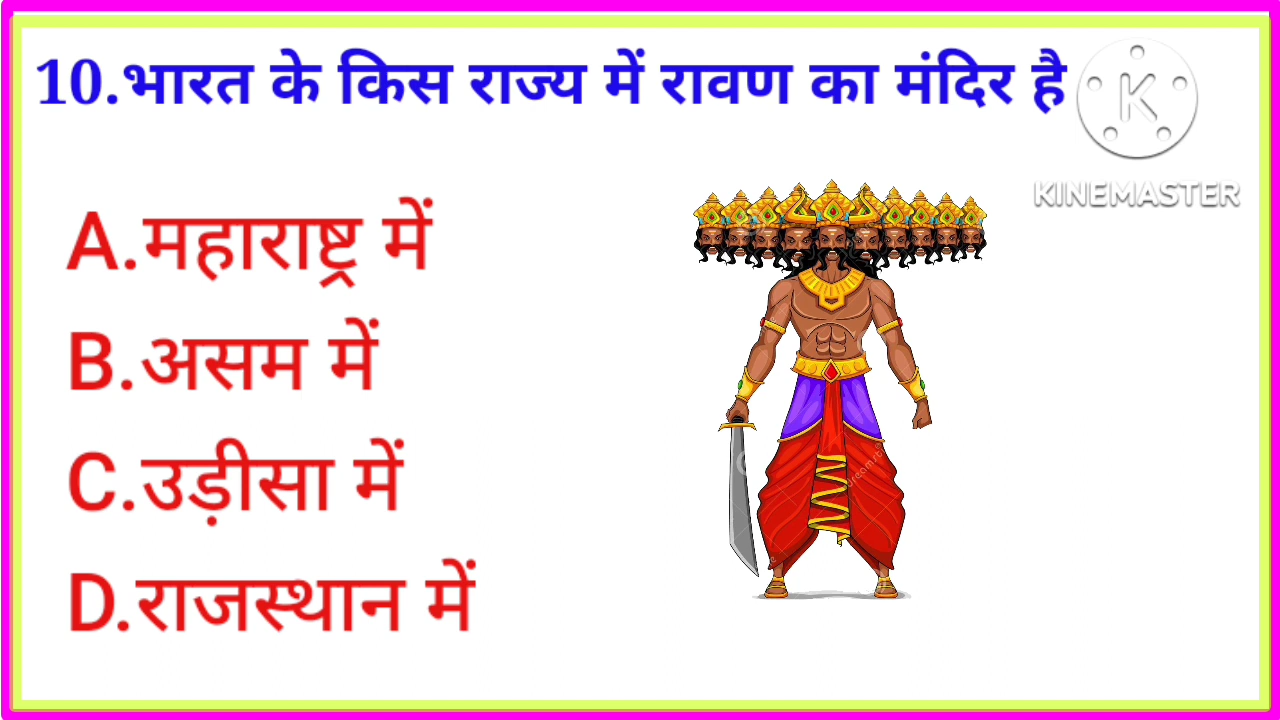 10.भारत के किस राज्य में रावण का मंदिर है
K
KINEMASTER
A.महाराष्ट्र में
B.असम में
C.उड़ीसा में
D.राजस्थान में